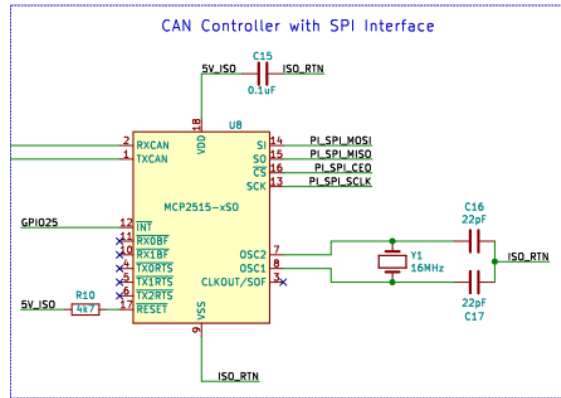 CAN Controller with SPI Interface
C15
5V_ISO ISO_RTN
0.1uF
18
U8
VDD
2 RXCAN SI 14 PI_SPI_MOSI
1 TXCAN SO 15 PI_SPI_MISO
CS 16 PI_SPI_CE0
SCK 13 PI_SPI_SCLK
MCP2515-xSO
C16
22pF
GPIO25 12 INT
11 RX0BF
10 RX1BF OSC2 7 Y1 ISO_RTN
4 TX0RTS OSC1 8 16MHz
5 TX1RTS CLKOUT/SOF 3
6 TX2RTS
R10
5V_ISO 4k7 17 RESET
22pF
C17
VSS
9
ISO_RTN